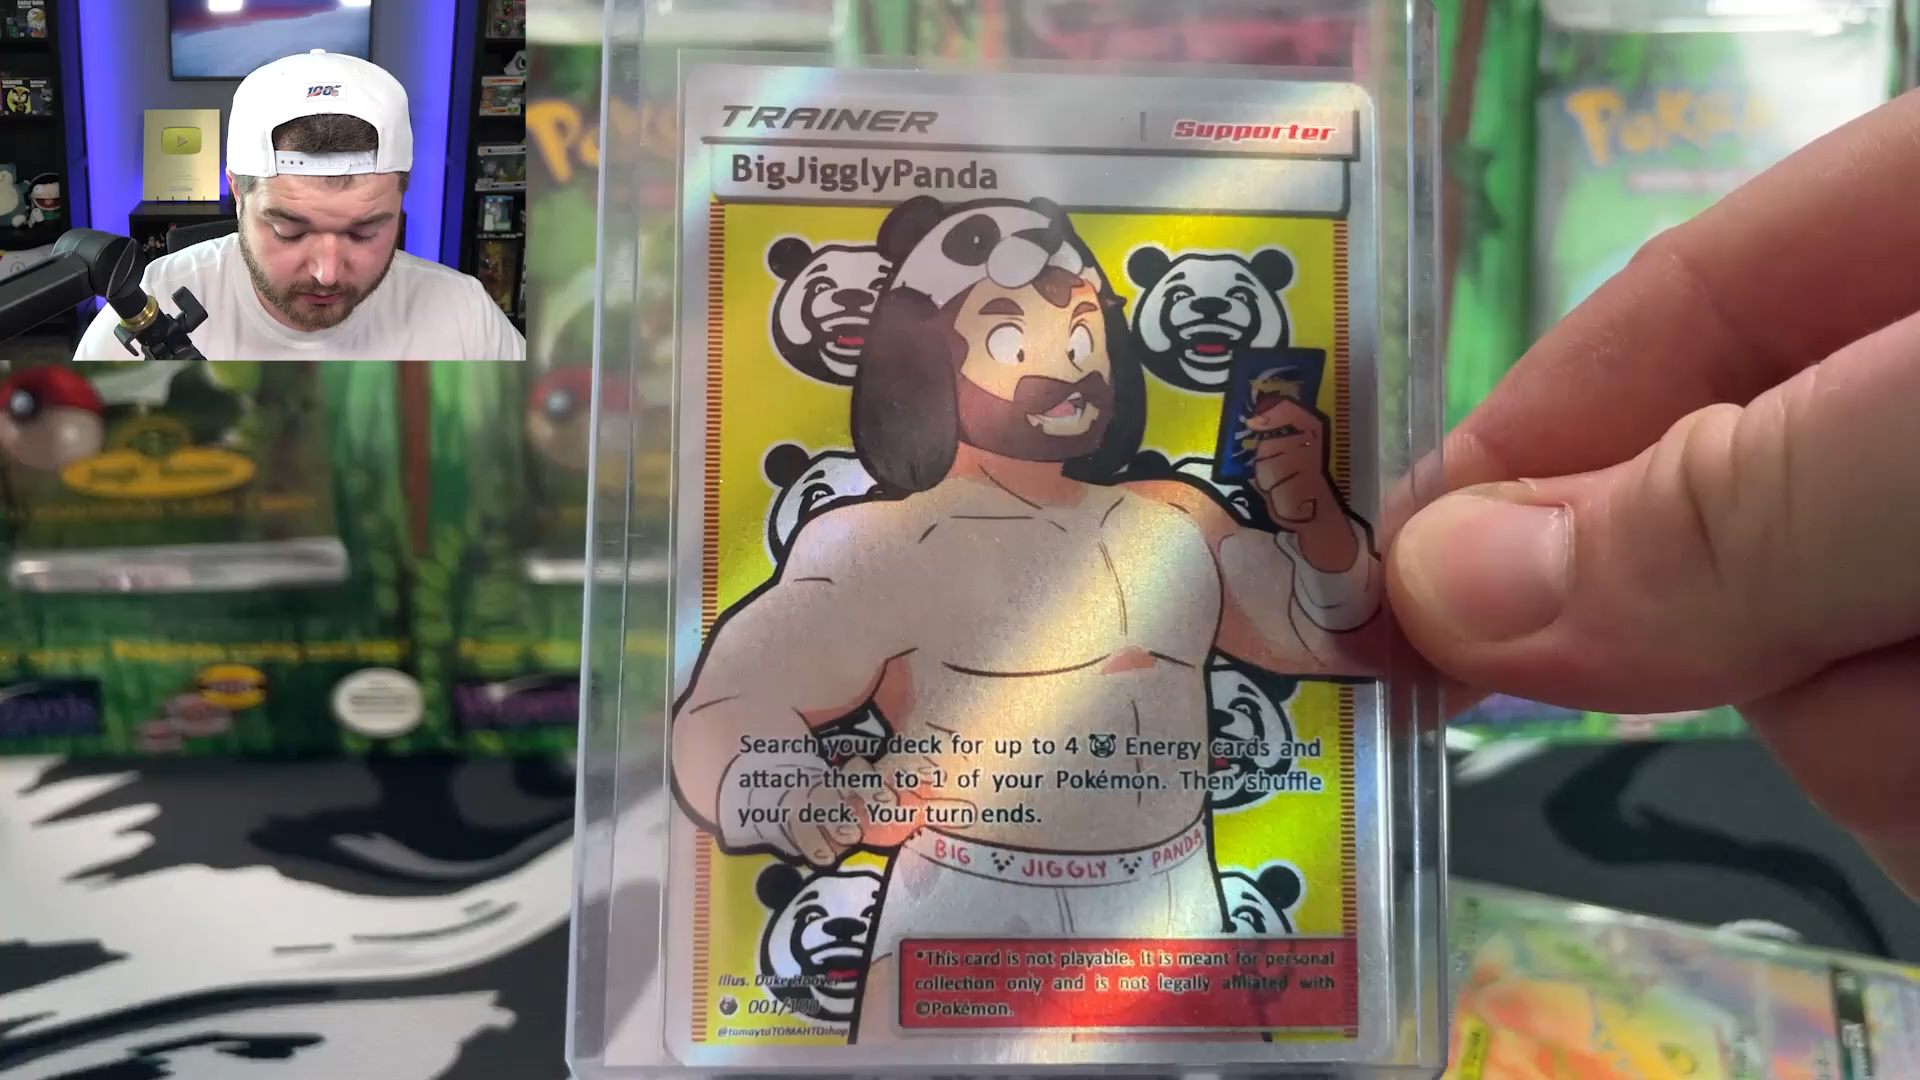 TRAINER
Supporter
BigJigglyPanda
Search your deck for up to 4 Energy cards and
attach them to 1 of your Pokémon. Then shuffle
your deck. Your turn ends.
BIG JIGGLY PANDA
*This card is not playable. It is meant for personal
collection only and is not legally affiliated with
©Pokémon.
Illus. Duke
001/100
@tomaytoTOMAHTOshop